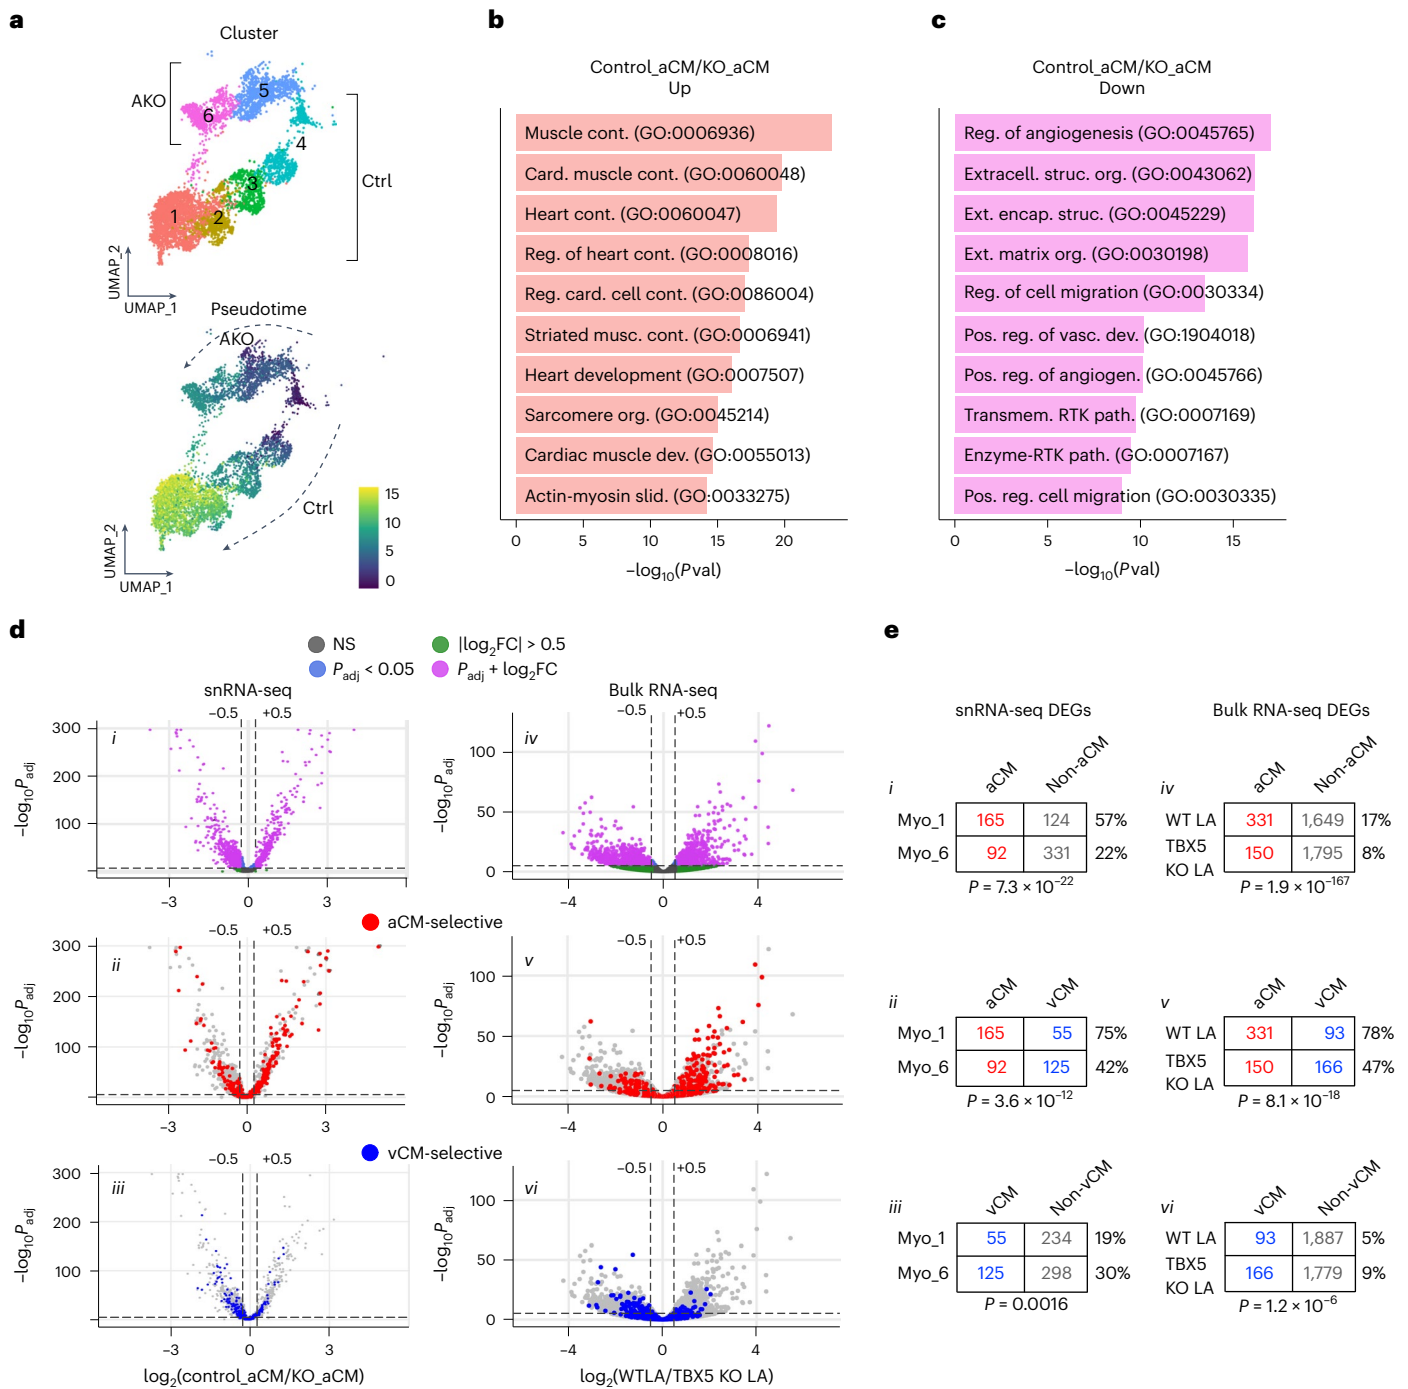 a
Cluster
AKO
5
6
4
Ctrl
3
1
2
UMAP_2
UMAP_1
Pseudotime
AKO
Ctrl
15
10
5
0
UMAP_2
UMAP_1
b
Control_aCM/KO_aCM
Up
Muscle cont. (GO:0006936)
Card. muscle cont. (GO:0060048)
Heart cont. (GO:0060047)
Reg. of heart cont. (GO:0008016)
Reg. card. cell cont. (GO:0086004)
Striated musc. cont. (GO:0006941)
Heart development (GO:0007507)
Sarcomere org. (GO:0045214)
Cardiac muscle dev. (GO:0055013)
Actin-myosin slid. (GO:0033275)
0 5 10 15 20
−log10(Pval)
c
Control_aCM/KO_aCM
Down
Reg. of angiogenesis (GO:0045765)
Extracell. struc. org. (GO:0043062)
Ext. encap. struc. (GO:0045229)
Ext. matrix org. (GO:0030198)
Reg. of cell migration (GO:0030334)
Pos. reg. of vasc. dev. (GO:1904018)
Pos. reg. of angiogen. (GO:0045766)
Transmem. RTK path. (GO:0007169)
Enzyme-RTK path. (GO:0007167)
Pos. reg. cell migration (GO:0030335)
0 5 10 15
−log10(Pval)
d
NS
|log2FC| > 0.5
Padj < 0.05
Padj + log2FC
snRNA-seq
Bulk RNA-seq
−0.5 +0.5
i
300
200
100
−log10Padj
−3 0 3
−0.5 +0.5
iv
100
50
0
−log10Padj
−4 0 4
aCM-selective
−0.5 +0.5
ii
300
200
100
−log10Padj
−3 0 3
−0.5 +0.5
v
100
50
0
−log10Padj
−4 0 4
vCM-selective
−0.5 +0.5
iii
300
200
100
−log10Padj
−3 0 3
log2(control_aCM/KO_aCM)
−0.5 +0.5
vi
100
50
0
−log10Padj
−4 0 4
log2(WTLA/TBX5 KO LA)
e
snRNA-seq DEGs
Bulk RNA-seq DEGs
i
aCM Non-aCM
Myo_1 165 124 57%
Myo_6 92 331 22%
P = 7.3 × 10−22
iv
aCM Non-aCM
WT LA 331 1,649 17%
TBX5
KO LA 150 1,795 8%
P = 1.9 × 10−167
ii
aCM vCM
Myo_1 165 55 75%
Myo_6 92 125 42%
P = 3.6 × 10−12
v
aCM vCM
WT LA 331 93 78%
TBX5
KO LA 150 166 47%
P = 8.1 × 10−18
iii
vCM Non-vCM
Myo_1 55 234 19%
Myo_6 125 298 30%
P = 0.0016
vi
vCM Non-vCM
WT LA 93 1,887 5%
TBX5
KO LA 166 1,779 9%
P = 1.2 × 10−6